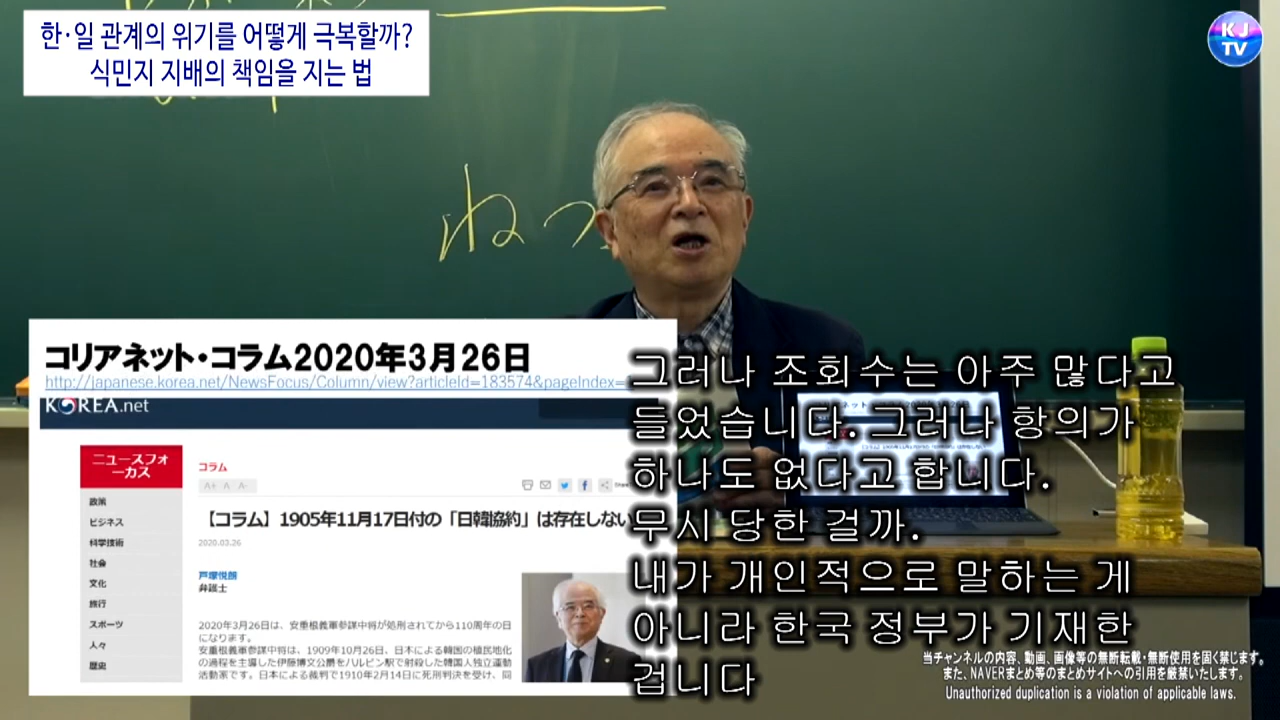 한·일 관계의 위기를 어떻게 극복할까?
식민지 지배의 책임을 지는 법
KJ
TV
ねっ
コリアネット・コラム2020年3月26日
http://japanese.korea.net/NewsFocus/Column/view?articleId=183574&pageIndex=
KOREA.net
ニュースフォ
ーカス
政策
ビジネス
科学技術
社会
文化
旅行
スポーツ
人々
歴史
コラム
A+ A A-
【コラム】1905年11月17日付の「日韓協約」は存在しない
2020.03.26
戸塚悦朗
弁護士
2020年3月26日は、安重根義軍参謀中将が処刑されてから110周年の日
になります。
安重根義軍参謀中将は、1909年10月26日、日本による韓国の植民地化
の過程を主導した伊藤博文公爵をハルビン駅で射殺した韓国人独立運動
活動家です。日本による裁判で1910年2月14日に死刑判決を受け、同
그러나 조회수는 아주 많다고
들었습니다. 그러나 항의가
하나도 없다고 합니다.
무시 당한 걸까.
내가 개인적으로 말하는 게
아니라 한국 정부가 기재한
겁니다
当チャンネルの内容、動画、画像等の無断転載・無断使用を固く禁じます。
また、NAVERまとめ等のまとめサイトへの引用を厳禁いたします。
Unauthorized duplication is a violation of applicable laws.